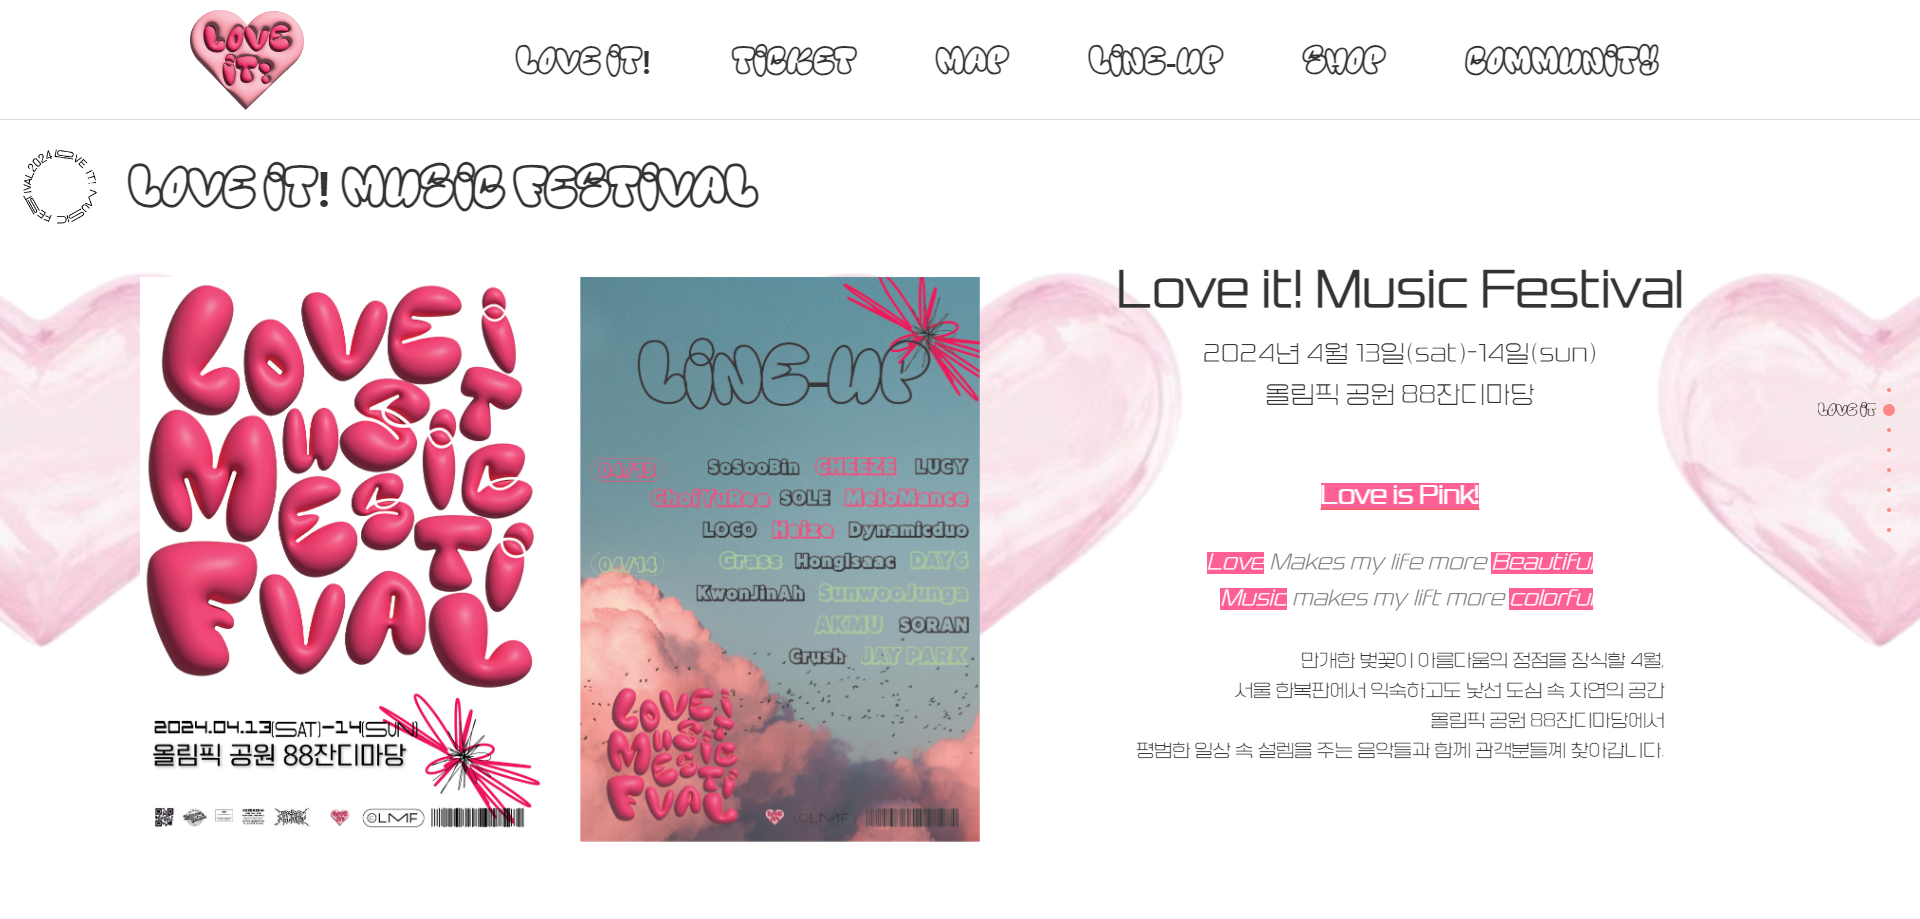 LOVE IT!
LOVE IT!
TICKET
MAP
LINE-UP
SHOP
COMMUNITY
2024 LOVE IT! MUSIC FESTIVAL
LOVE IT! MUSIC FESTIVAL
LOVE IT
MUSIC
FESTIVAL
2024.04.13(SAT)-14(SUN)
올림픽 공원 88잔디마당
©LMF
LINE-UP
04/13
SoSooBin CHEEZE LUCY
ChoiYuRee SOLE MeloMance
LOCO Heize Dynamicduo
04/14
Grass HongIsaac DAY6
KwonJinAh SunwooJunga
AKMU SORAN
Crush JAY PARK
LOVE IT
MUSIC
FESTIVAL
©LMF
Love it! Music Festival
2024년 4월 13일(sat)-14일(sun)
올림픽 공원 88잔디마당
Love is Pink!
Love Makes my life more Beautiful
Music makes my lift more colorful
만개한 벚꽃이 아름다움의 정점을 장식할 4월,
서울 한복판에서 익숙하고도 낯선 도심 속 자연의 공간
올림픽 공원 88잔디마당에서
평범한 일상 속 설렘을 주는 음악들과 함께 관객분들께 찾아갑니다.
LOVE IT